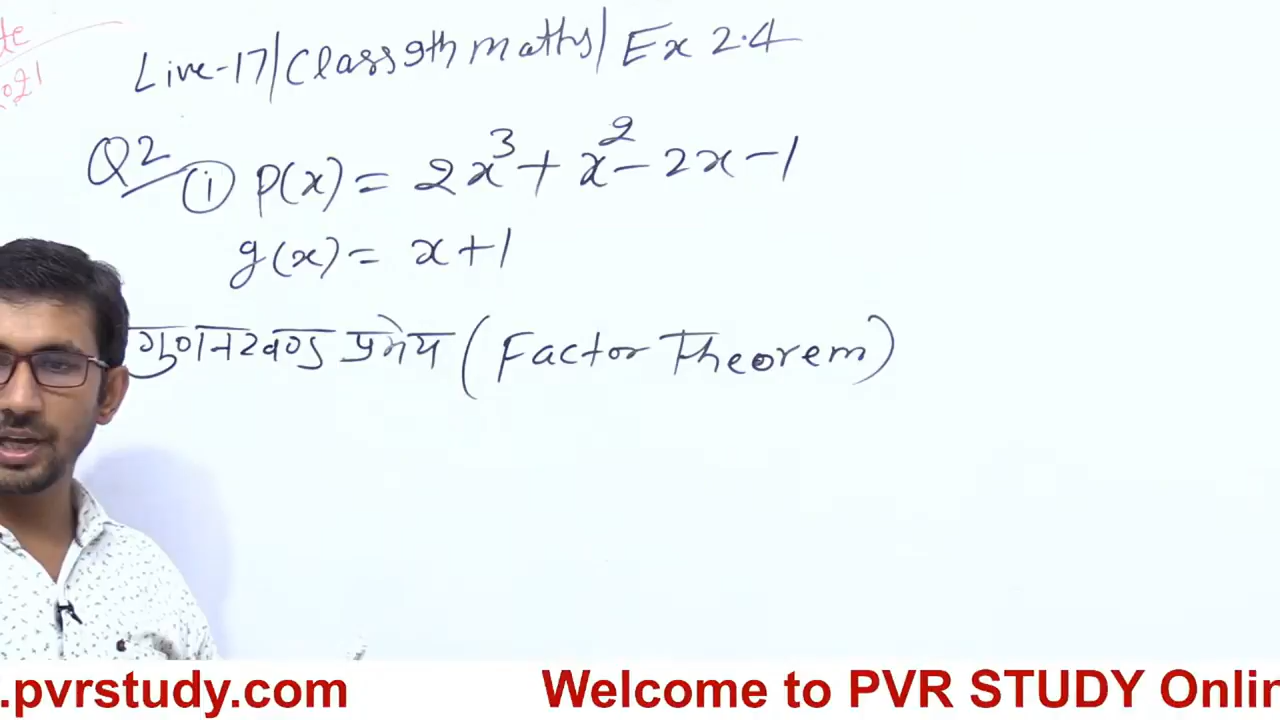 Live-17/Class 9th maths/ Ex 2.4
Q2 (i) p(x) = 2x³ + x² - 2x - 1
g(x) = x + 1
गुणनखण्ड प्रमेय (Factor Theorem)
.pvrstudy.com Welcome to PVR STUDY Onlin